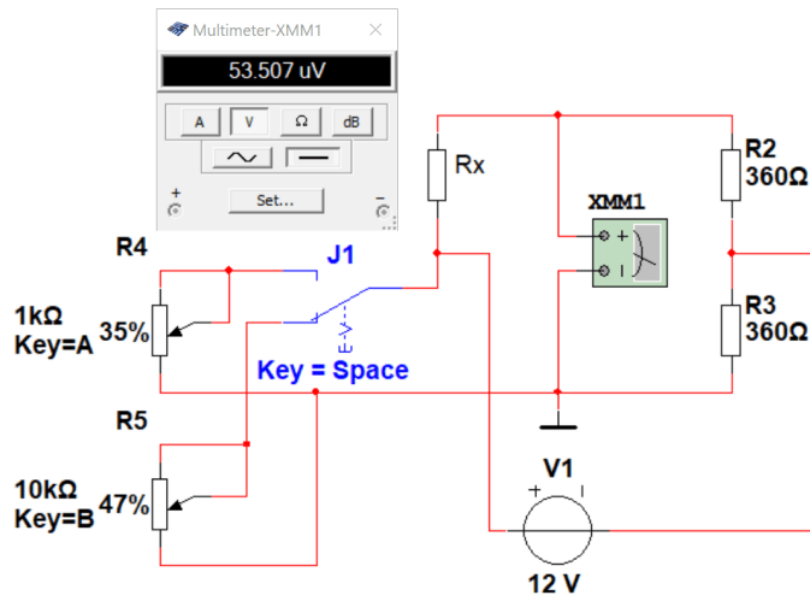 Multimeter-XMM1
53.507 uV
A
V
Ω
dB
+
Set...
−
R4
1kΩ
Key=A
35%
J1
E-V
Key = Space
R5
10kΩ
Key=B
47%
Rx
XMM1
+
R2
360Ω
R3
360Ω
V1
+
12 V